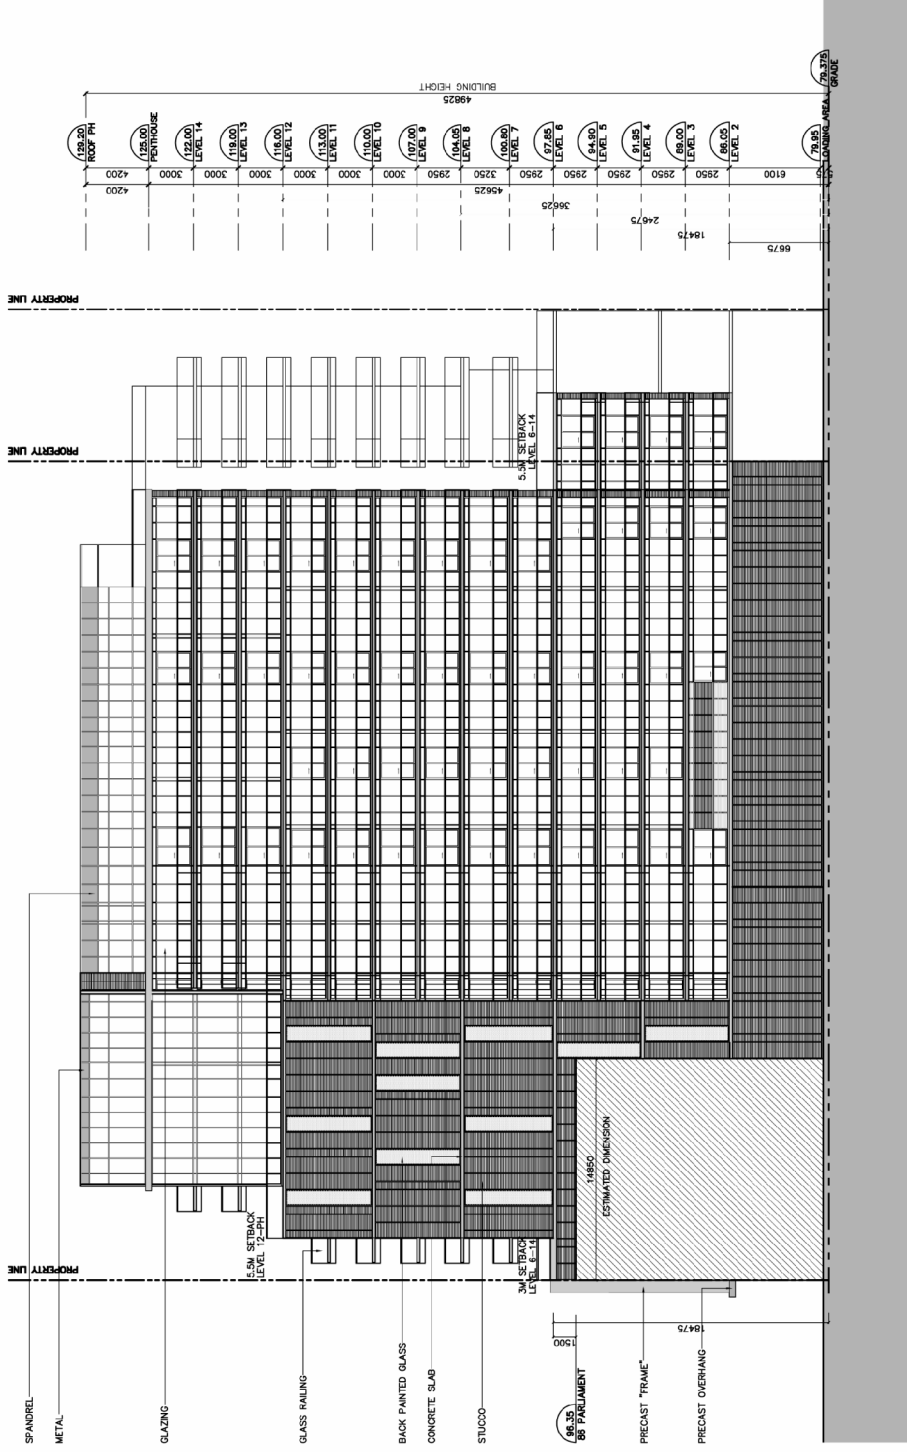 SPANDREL
METAL
GLAZING
GLASS RAILING
BACK PAINTED GLASS
CONCRETE SLAB
STUCCO
96.35
86 PARLIAMENT
PRECAST "FRAME"
PRECAST OVERHANG
1500
18475
PROPERTY LINE
5.5M SETBACK
LEVEL 12-PH
3M SETBACK
LEVEL 6-14
14850
ESTIMATED DIMENSION
PROPERTY LINE
5.5M SETBACK
LEVEL 6-14
PROPERTY LINE
6675
18475
24675
36625
45625
4200
4200
3000
3000
3000
3000
3000
3000
2950
3250
2950
2950
2950
2950
2950
6100
575
129.20
ROOF PH
125.00
PENTHOUSE
122.00
LEVEL 14
119.00
LEVEL 13
116.00
LEVEL 12
113.00
LEVEL 11
110.00
LEVEL 10
107.00
LEVEL 9
104.05
LEVEL 8
100.80
LEVEL 7
97.85
LEVEL 6
94.90
LEVEL 5
91.95
LEVEL 4
89.00
LEVEL 3
86.05
LEVEL 2
79.95
LOADING AREA
49825
BUILDING HEIGHT
79.375
GRADE